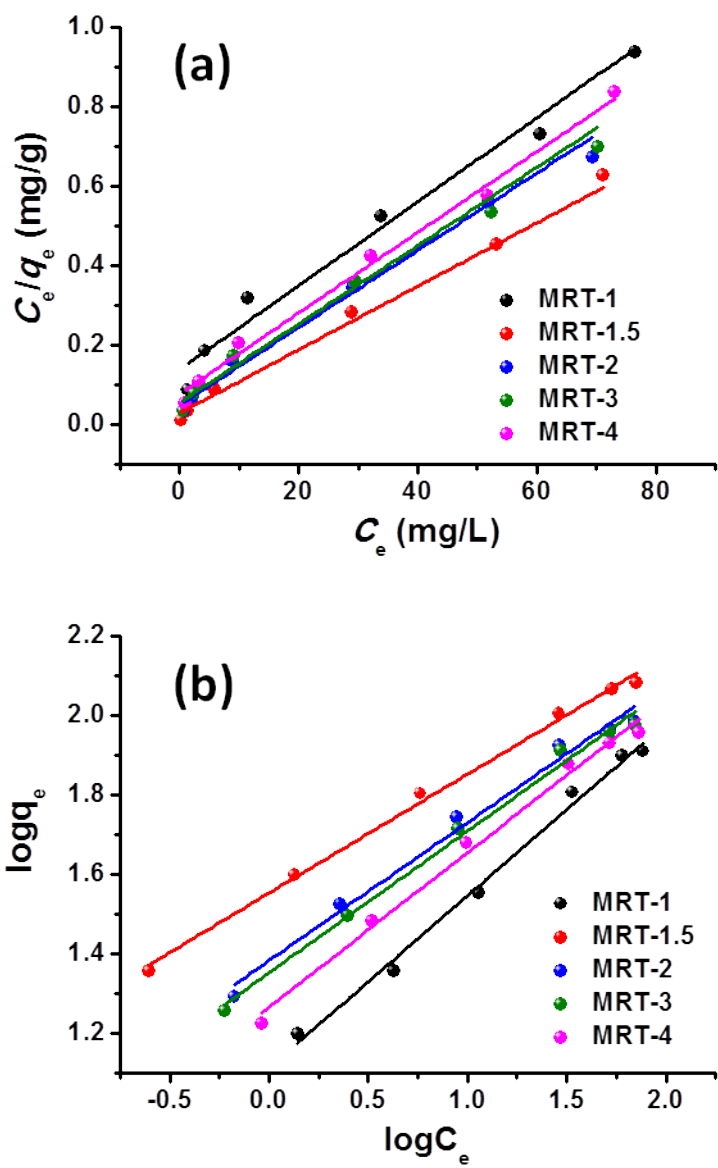 (a)
1.0
0.8
0.6
0.4
0.2
0.0
Cₑ/qₑ (mg/g)
MRT-1
MRT-1.5
MRT-2
MRT-3
MRT-4
0 20 40 60 80
Cₑ (mg/L)
(b)
2.2
2.0
1.8
1.6
1.4
1.2
logqₑ
MRT-1
MRT-1.5
MRT-2
MRT-3
MRT-4
-0.5 0.0 0.5 1.0 1.5 2.0
logCₑ